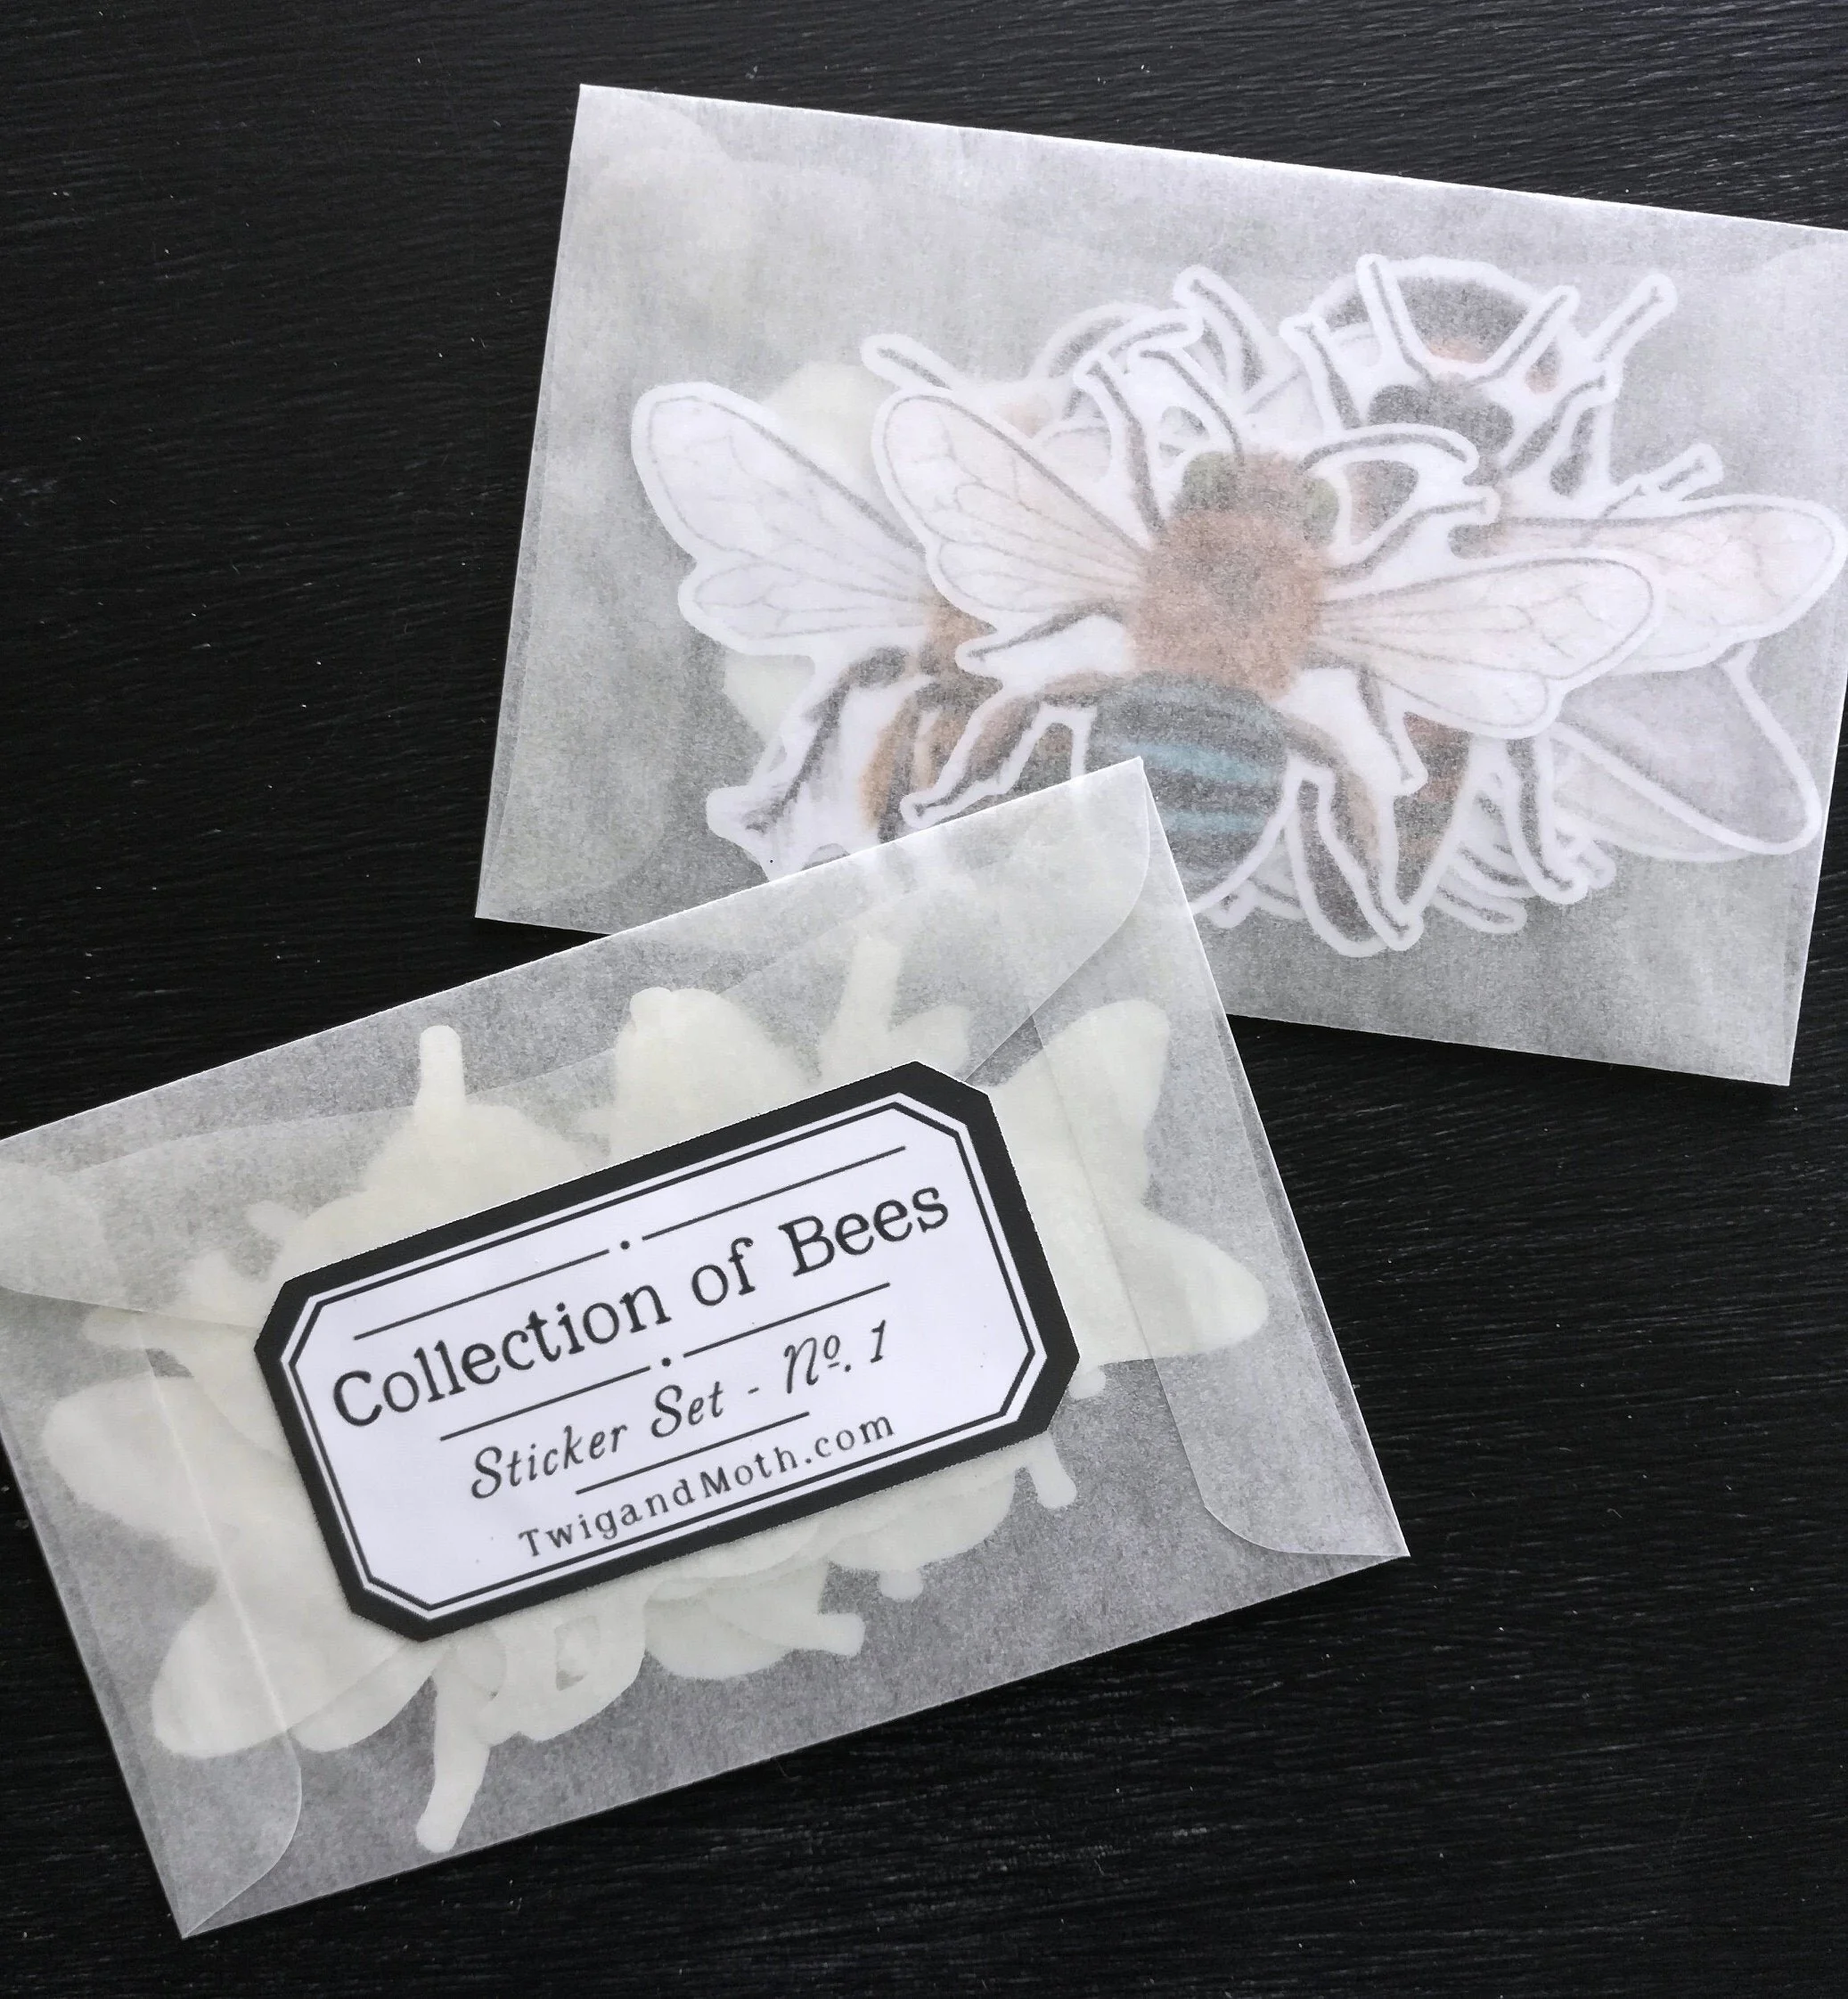 Collection of Bees
Sticker Set - Nº. 1
TwigandMoth.com